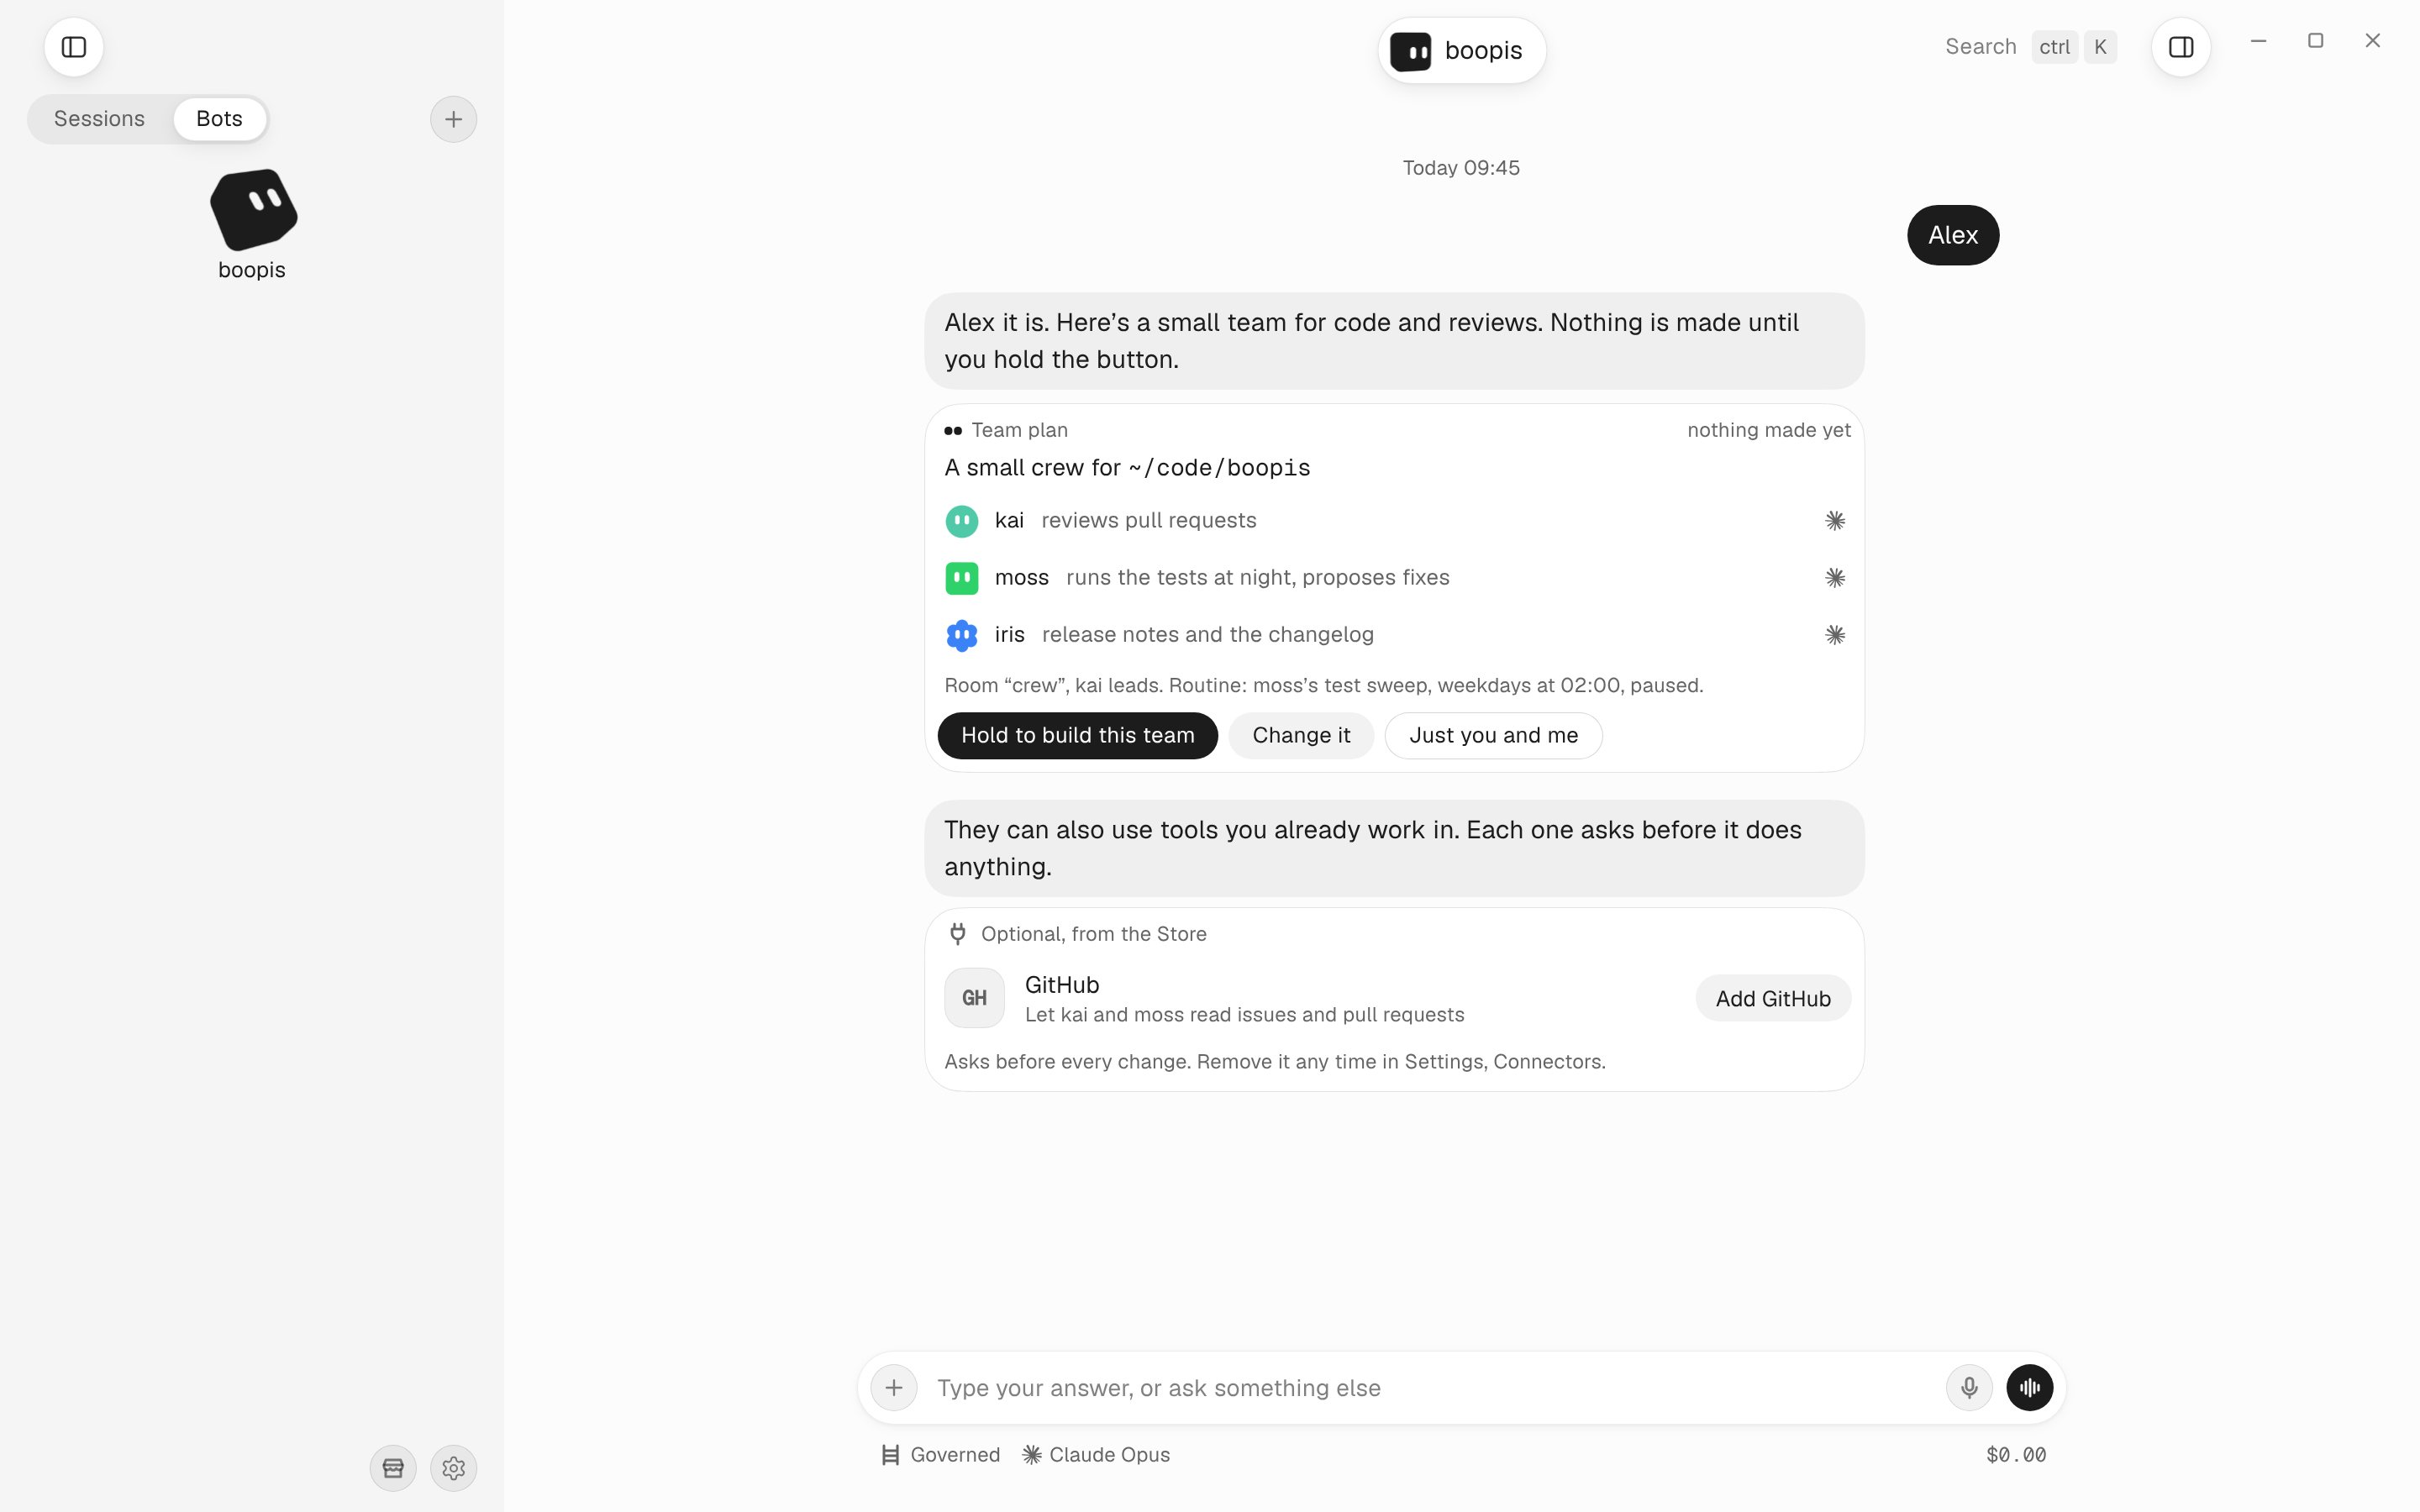 boopis
Search ctrl K
Sessions Bots
boopis
Today 09:45
Alex
Alex it is. Here’s a small team for code and reviews. Nothing is made until
you hold the button.
Team plan nothing made yet
A small crew for ~/code/boopis
kai reviews pull requests
moss runs the tests at night, proposes fixes
iris release notes and the changelog
Room “crew”, kai leads. Routine: moss’s test sweep, weekdays at 02:00, paused.
Hold to build this team Change it Just you and me
They can also use tools you already work in. Each one asks before it does
anything.
Optional, from the Store
GH
GitHub
Let kai and moss read issues and pull requests
Add GitHub
Asks before every change. Remove it any time in Settings, Connectors.
Type your answer, or ask something else
Governed Claude Opus $0.00